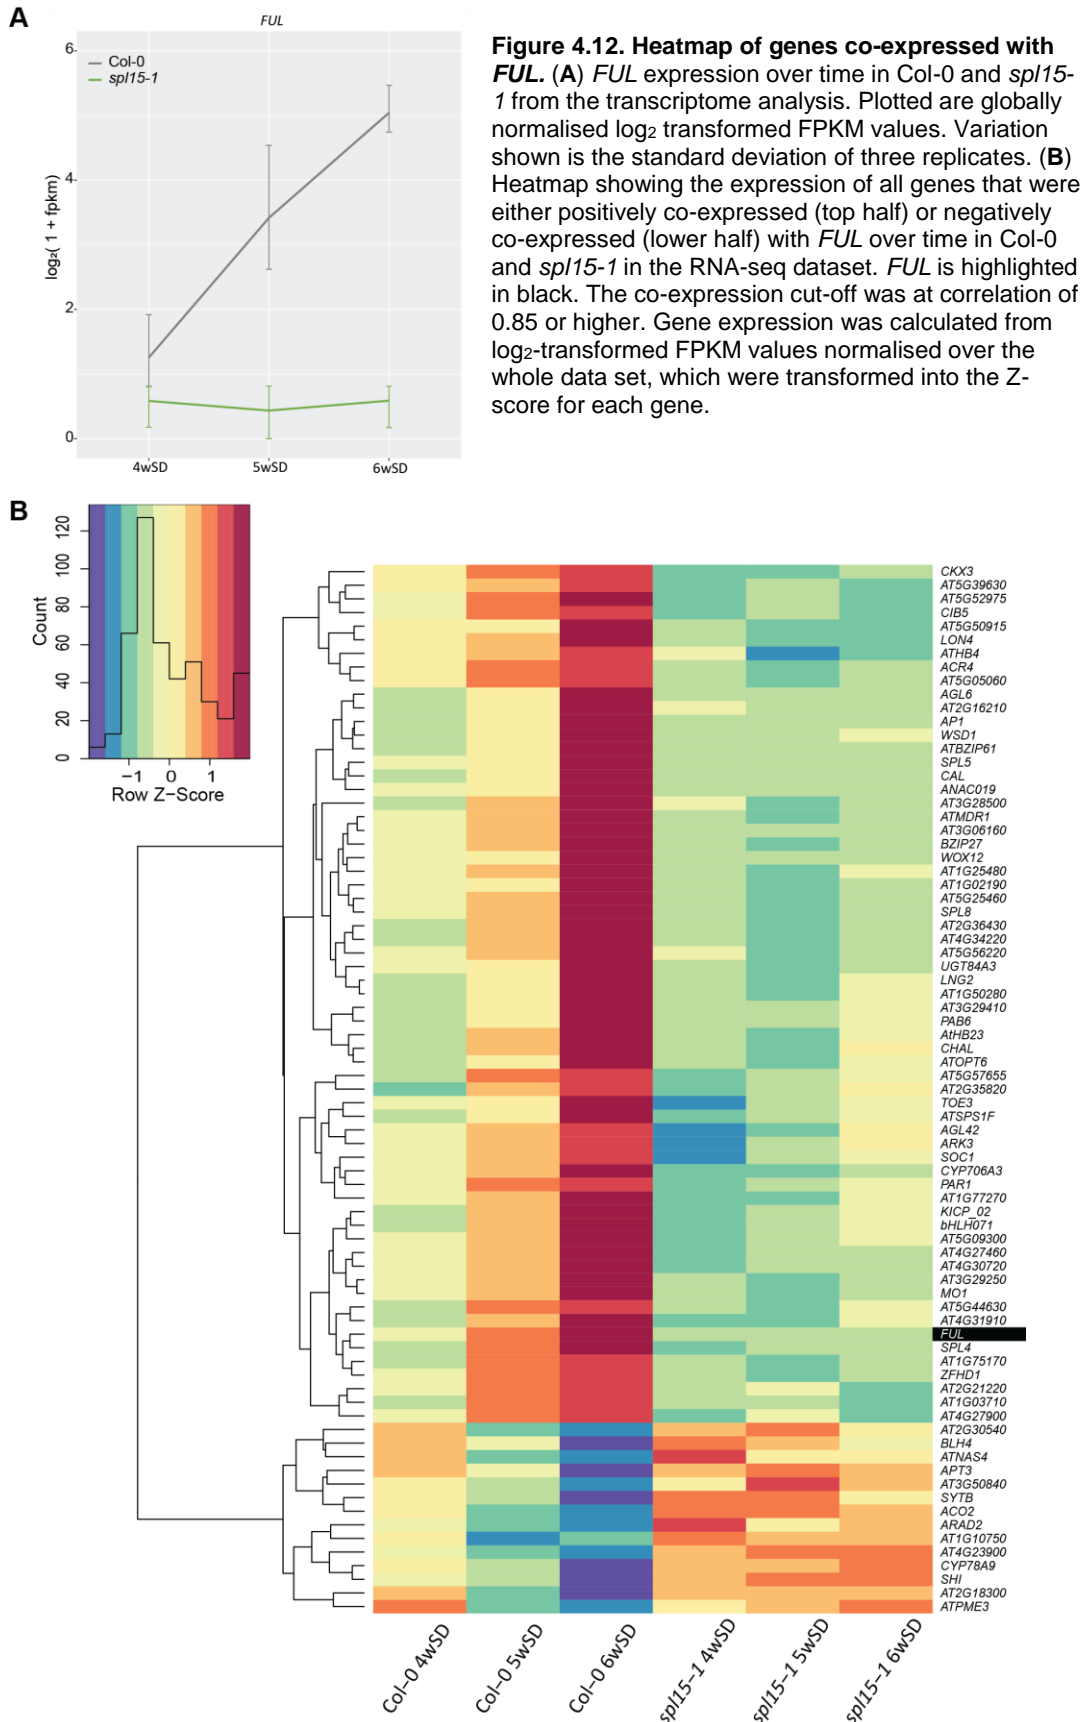 A
FUL
6
4
2
0
log₂( 1 + fpkm)
Col-0
spl15-1
4wSD
5wSD
6wSD
Figure 4.12. Heatmap of genes co-expressed with
FUL. (A) FUL expression over time in Col-0 and spl15-
1 from the transcriptome analysis. Plotted are globally
normalised log₂ transformed FPKM values. Variation
shown is the standard deviation of three replicates. (B)
Heatmap showing the expression of all genes that were
either positively co-expressed (top half) or negatively
co-expressed (lower half) with FUL over time in Col-0
and spl15-1 in the RNA-seq dataset. FUL is highlighted
in black. The co-expression cut-off was at correlation of
0.85 or higher. Gene expression was calculated from
log₂-transformed FPKM values normalised over the
whole data set, which were transformed into the Z-
score for each gene.
B
Count
0 20 40 60 80 100 120
−1 0 1
Row Z−Score
CKX3
AT5G39630
AT5G52975
CIB5
AT5G50915
LON4
ATHB4
ACR4
AT5G05060
AGL6
AT2G16210
AP1
WSD1
ATBZIP61
SPL5
CAL
ANAC019
AT3G28500
ATMDR1
AT3G06160
BZIP27
WOX12
AT1G25480
AT1G02190
AT5G25460
SPL8
AT2G36430
AT4G34220
AT5G56220
UGT84A3
LNG2
AT1G50280
AT3G29410
PAB6
AtHB23
CHAL
ATOPT6
AT5G57655
AT2G35820
TOE3
ATSPS1F
AGL42
ARK3
SOC1
CYP706A3
PAR1
AT1G77270
KICP_02
bHLH071
AT5G09300
AT4G27460
AT4G30720
AT3G29250
MO1
AT5G44630
AT4G31910
FUL
SPL4
AT1G75170
ZFHD1
AT2G21220
AT1G03710
AT4G27900
AT2G30540
BLH4
ATNAS4
APT3
AT3G50840
SYTB
ACO2
ARAD2
AT1G10750
AT4G23900
CYP78A9
SHI
AT2G18300
ATPME3
Col−0 4wSD
Col−0 5wSD
Col−0 6wSD
spl15−1 4wSD
spl15−1 5wSD
spl15−1 6wSD